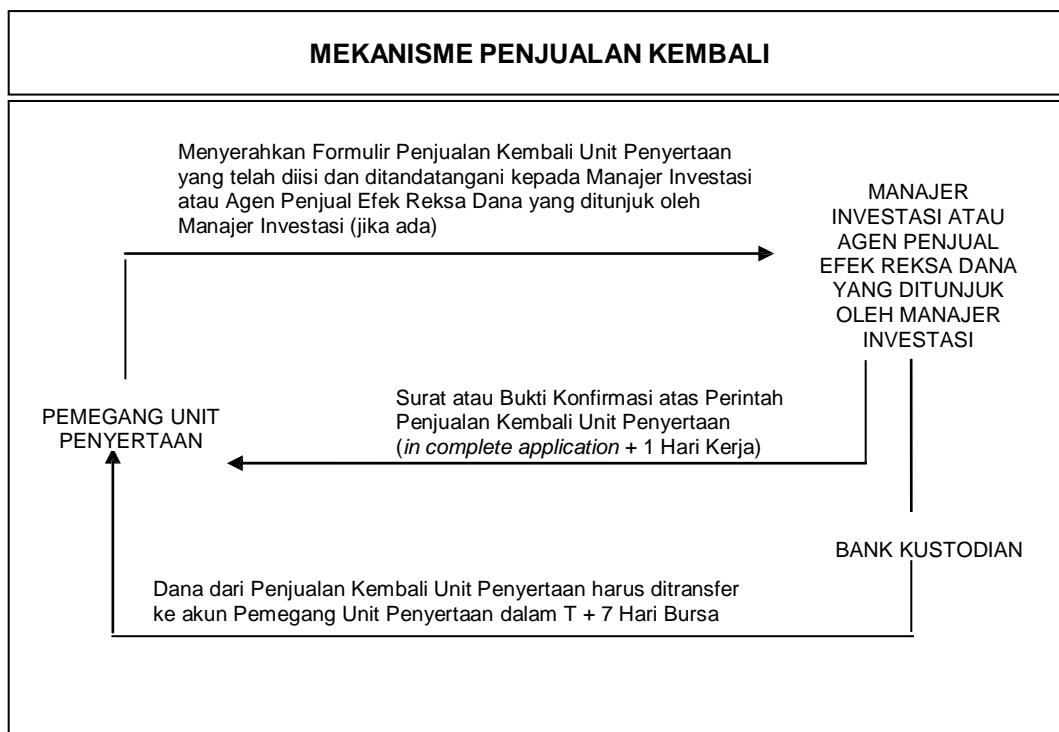 MEKANISME PENJUALAN KEMBALI
Menyerahkan Formulir Penjualan Kembali Unit Penyertaan
yang telah diisi dan ditandatangani kepada Manajer Investasi
atau Agen Penjual Efek Reksa Dana yang ditunjuk oleh
Manajer Investasi (jika ada)
MANAJER
INVESTASI ATAU
AGEN PENJUAL
EFEK REKSA DANA
YANG DITUNJUK
OLEH MANAJER
INVESTASI
Surat atau Bukti Konfirmasi atas Perintah
Penjualan Kembali Unit Penyertaan
(in complete application + 1 Hari Kerja)
PEMEGANG UNIT
PENYERTAAN
BANK KUSTODIAN
Dana dari Penjualan Kembali Unit Penyertaan harus ditransfer
ke akun Pemegang Unit Penyertaan dalam T + 7 Hari Bursa